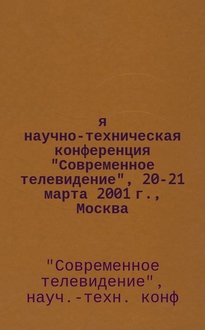 я
научно-техническая
конференция
"Современное
телевидение", 20-21
марта 2001 г.,
Москва
"Современное
телевидение",
науч.-техн. конф